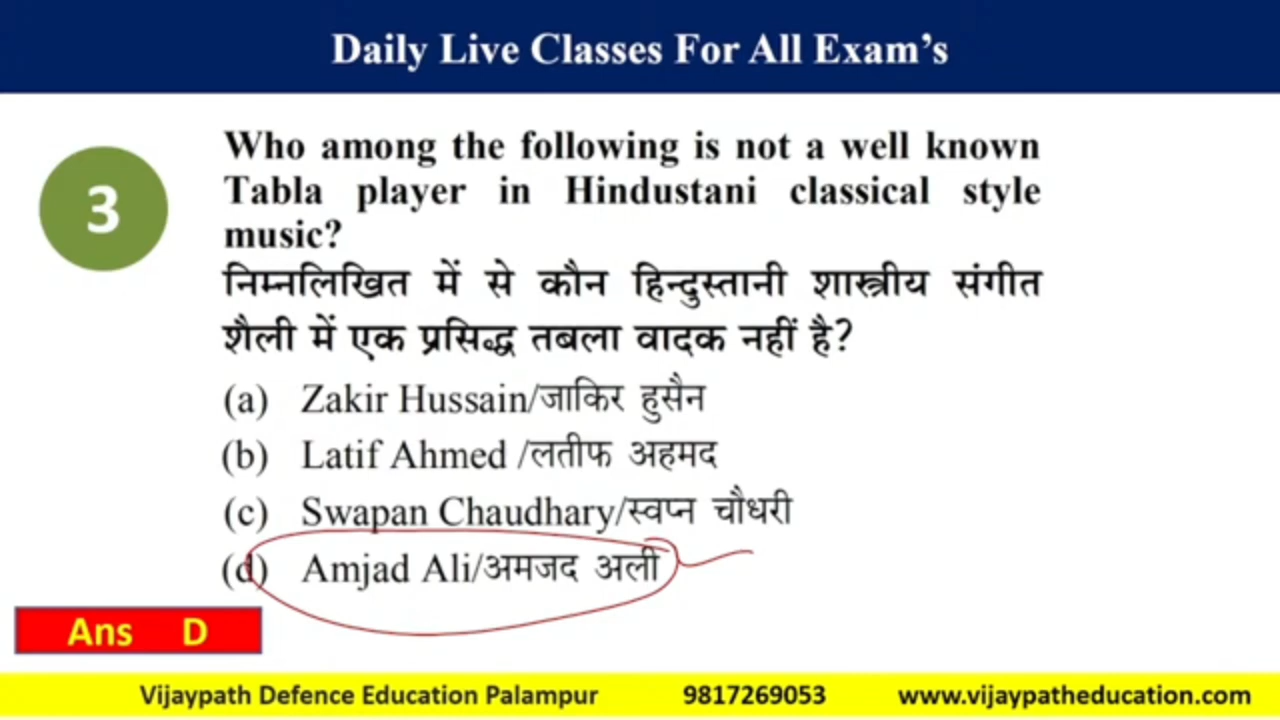 Daily Live Classes For All Exam’s
3
Who among the following is not a well known
Tabla player in Hindustani classical style
music?
निम्नलिखित में से कौन हिन्दुस्तानी शास्त्रीय संगीत
शैली में एक प्रसिद्ध तबला वादक नहीं है?
(a) Zakir Hussain/जाकिर हुसैन
(b) Latif Ahmed /लतीफ अहमद
(c) Swapan Chaudhary/स्वप्न चौधरी
(d) Amjad Ali/अमजद अली
Ans D
Vijaypath Defence Education Palampur 9817269053 www.vijaypatheducation.com